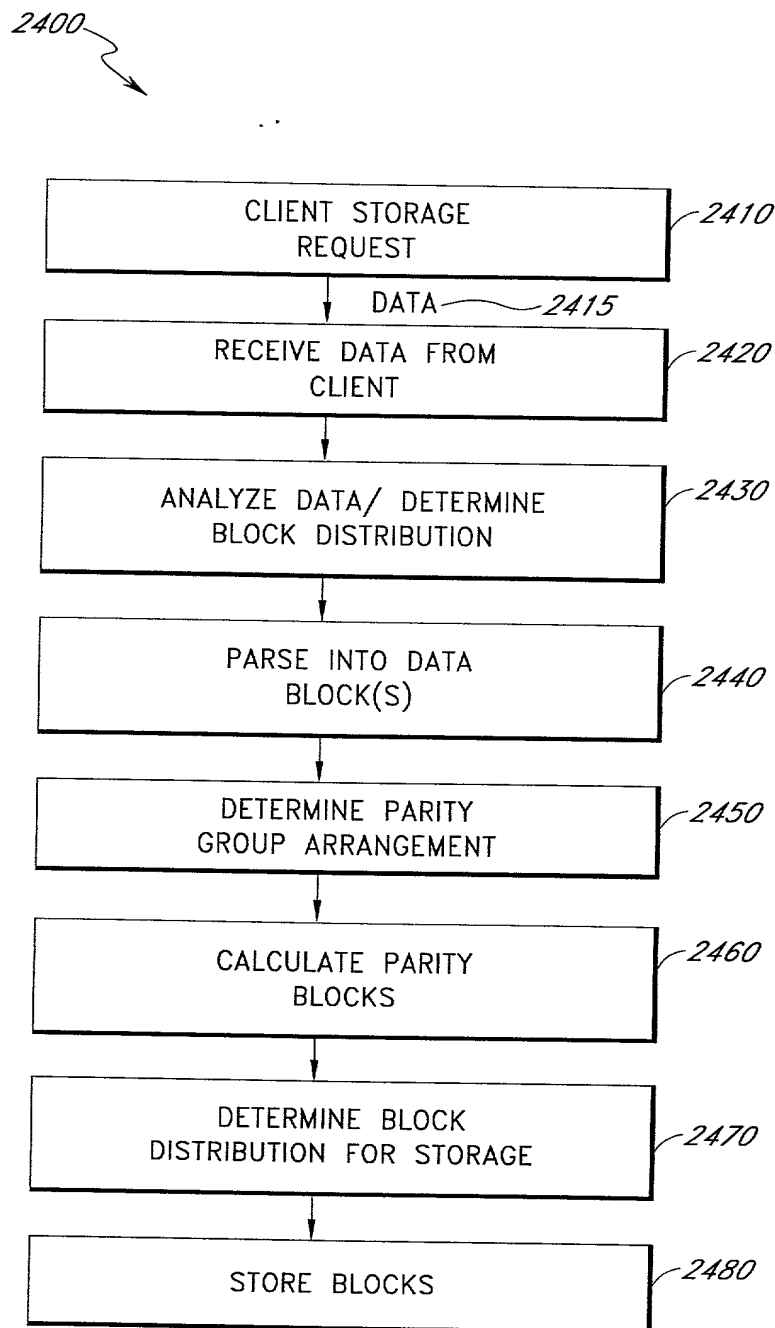 2400
CLIENT STORAGE
REQUEST
2410
DATA 2415
RECEIVE DATA FROM
CLIENT
2420
ANALYZE DATA/ DETERMINE
BLOCK DISTRIBUTION
2430
PARSE INTO DATA
BLOCK(S)
2440
DETERMINE PARITY
GROUP ARRANGEMENT
2450
CALCULATE PARITY
BLOCKS
2460
DETERMINE BLOCK
DISTRIBUTION FOR STORAGE
2470
STORE BLOCKS
2480